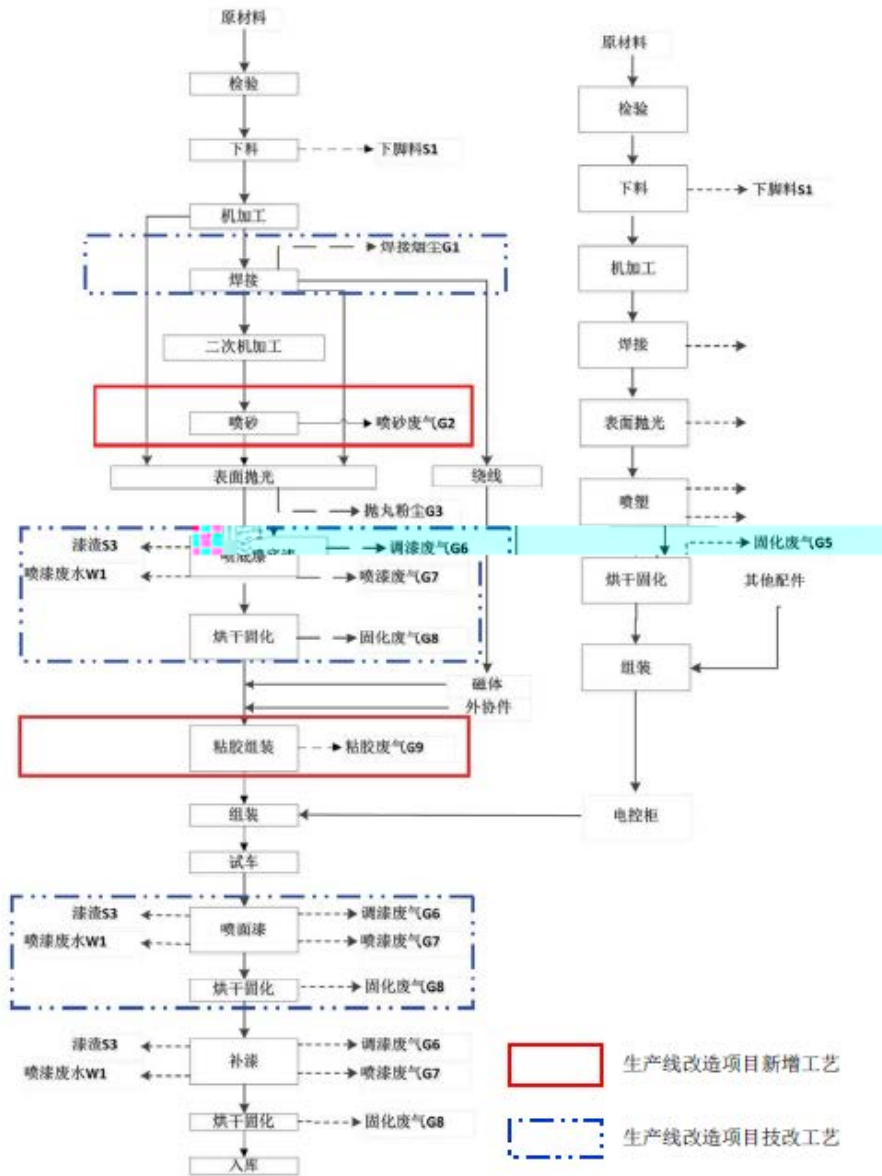 原材料
检验
下料
下脚料S1
机加工
焊接烟尘G1
焊接
二次机加工
喷砂
喷砂废气G2
表面抛光
绕线
抛丸粉尘G3
漆渣S3
调漆废气G6
喷漆废水W1
喷漆废气G7
烘干固化
固化废气G8
磁体
外协件
粘胶组装
粘胶废气G9
组装
试车
漆渣S3
喷面漆
调漆废气G6
喷漆废水W1
喷漆废气G7
烘干固化
固化废气G8
漆渣S3
补漆
调漆废气G6
喷漆废水W1
喷漆废气G7
烘干固化
固化废气G8
入库
原材料
检验
下料
下脚料S1
机加工
焊接
表面抛光
喷塑
固化废气G5
烘干固化
其他配件
组装
电控柜
生产线改造项目新增工艺
生产线改造项目技改工艺